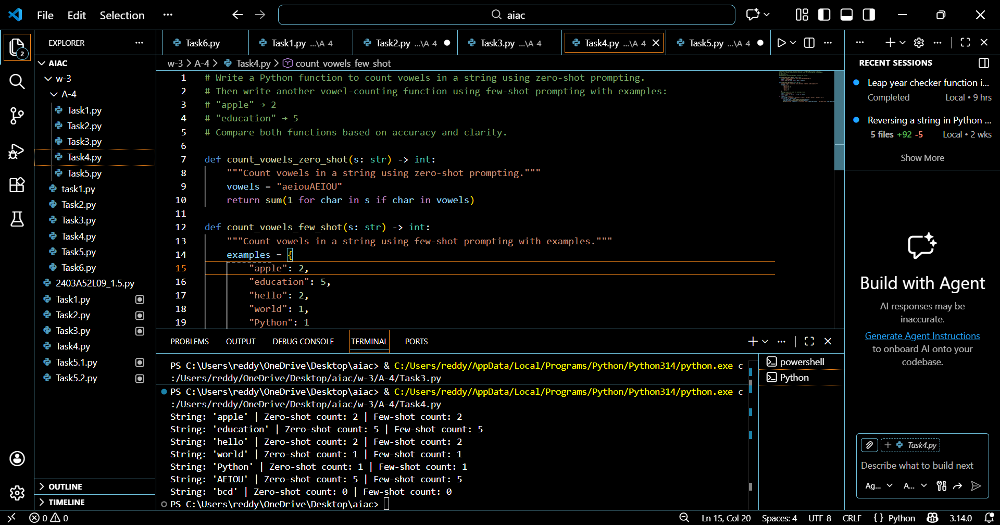 File Edit Selection ··· aiac
EXPLORER ···
AIAC
w-3
A-4
Task1.py
Task2.py
Task3.py
Task4.py
Task5.py
task1.py
Task2.py
Task3.py
Task4.py
Task5.py
Task6.py
2403A52L09_1.5.py
Task1.py
Task2.py
Task3.py
Task4.py
Task5.1.py
Task5.2.py
OUTLINE
TIMELINE
2
Task6.py Task1.py ...\A-4 Task2.py ...\A-4 Task3.py ...\A-4 Task4.py ...\A-4 Task5.py ...\A-4
w-3 > A-4 > Task4.py > count_vowels_few_shot
1 # Write a Python function to count vowels in a string using zero-shot prompting.
2 # Then write another vowel-counting function using few-shot prompting with examples:
3 # "apple" → 2
4 # "education" → 5
5 # Compare both functions based on accuracy and clarity.
6
7 def count_vowels_zero_shot(s: str) -> int:
8 """Count vowels in a string using zero-shot prompting."""
9 vowels = "aeiouAEIOU"
10 return sum(1 for char in s if char in vowels)
11
12 def count_vowels_few_shot(s: str) -> int:
13 """Count vowels in a string using few-shot prompting with examples."""
14 examples = {
15 "apple": 2,
16 "education": 5,
17 "hello": 2,
18 "world": 1,
19 "Python": 1
PROBLEMS OUTPUT DEBUG CONSOLE TERMINAL PORTS
PS C:\Users\reddy\OneDrive\Desktop\aiac> & C:/Users/reddy/AppData/Local/Programs/Python/Python314/python.exe c
:/Users/reddy/OneDrive/Desktop/aiac/w-3/A-4/Task3.py
PS C:\Users\reddy\OneDrive\Desktop\aiac> & C:/Users/reddy/AppData/Local/Programs/Python/Python314/python.exe c
:/Users/reddy/OneDrive/Desktop/aiac/w-3/A-4/Task4.py
String: 'apple' | Zero-shot count: 2 | Few-shot count: 2
String: 'education' | Zero-shot count: 5 | Few-shot count: 5
String: 'hello' | Zero-shot count: 2 | Few-shot count: 2
String: 'world' | Zero-shot count: 1 | Few-shot count: 1
String: 'Python' | Zero-shot count: 1 | Few-shot count: 1
String: 'AEIOU' | Zero-shot count: 5 | Few-shot count: 5
String: 'bcd' | Zero-shot count: 0 | Few-shot count: 0
PS C:\Users\reddy\OneDrive\Desktop\aiac>
powershell
Python
RECENT SESSIONS
Leap year checker function i...
Completed Local • 9 hrs
Reversing a string in Python ...
5 files +92 -5 Local • 2 wks
Show More
Build with Agent
AI responses may be
inaccurate.
Generate Agent Instructions
to onboard AI onto your
codebase.
+ Task4.py
Describe what to build next
Ag... A...
0 0 Ln 15, Col 20 Spaces: 4 UTF-8 CRLF { } Python 3.14.0